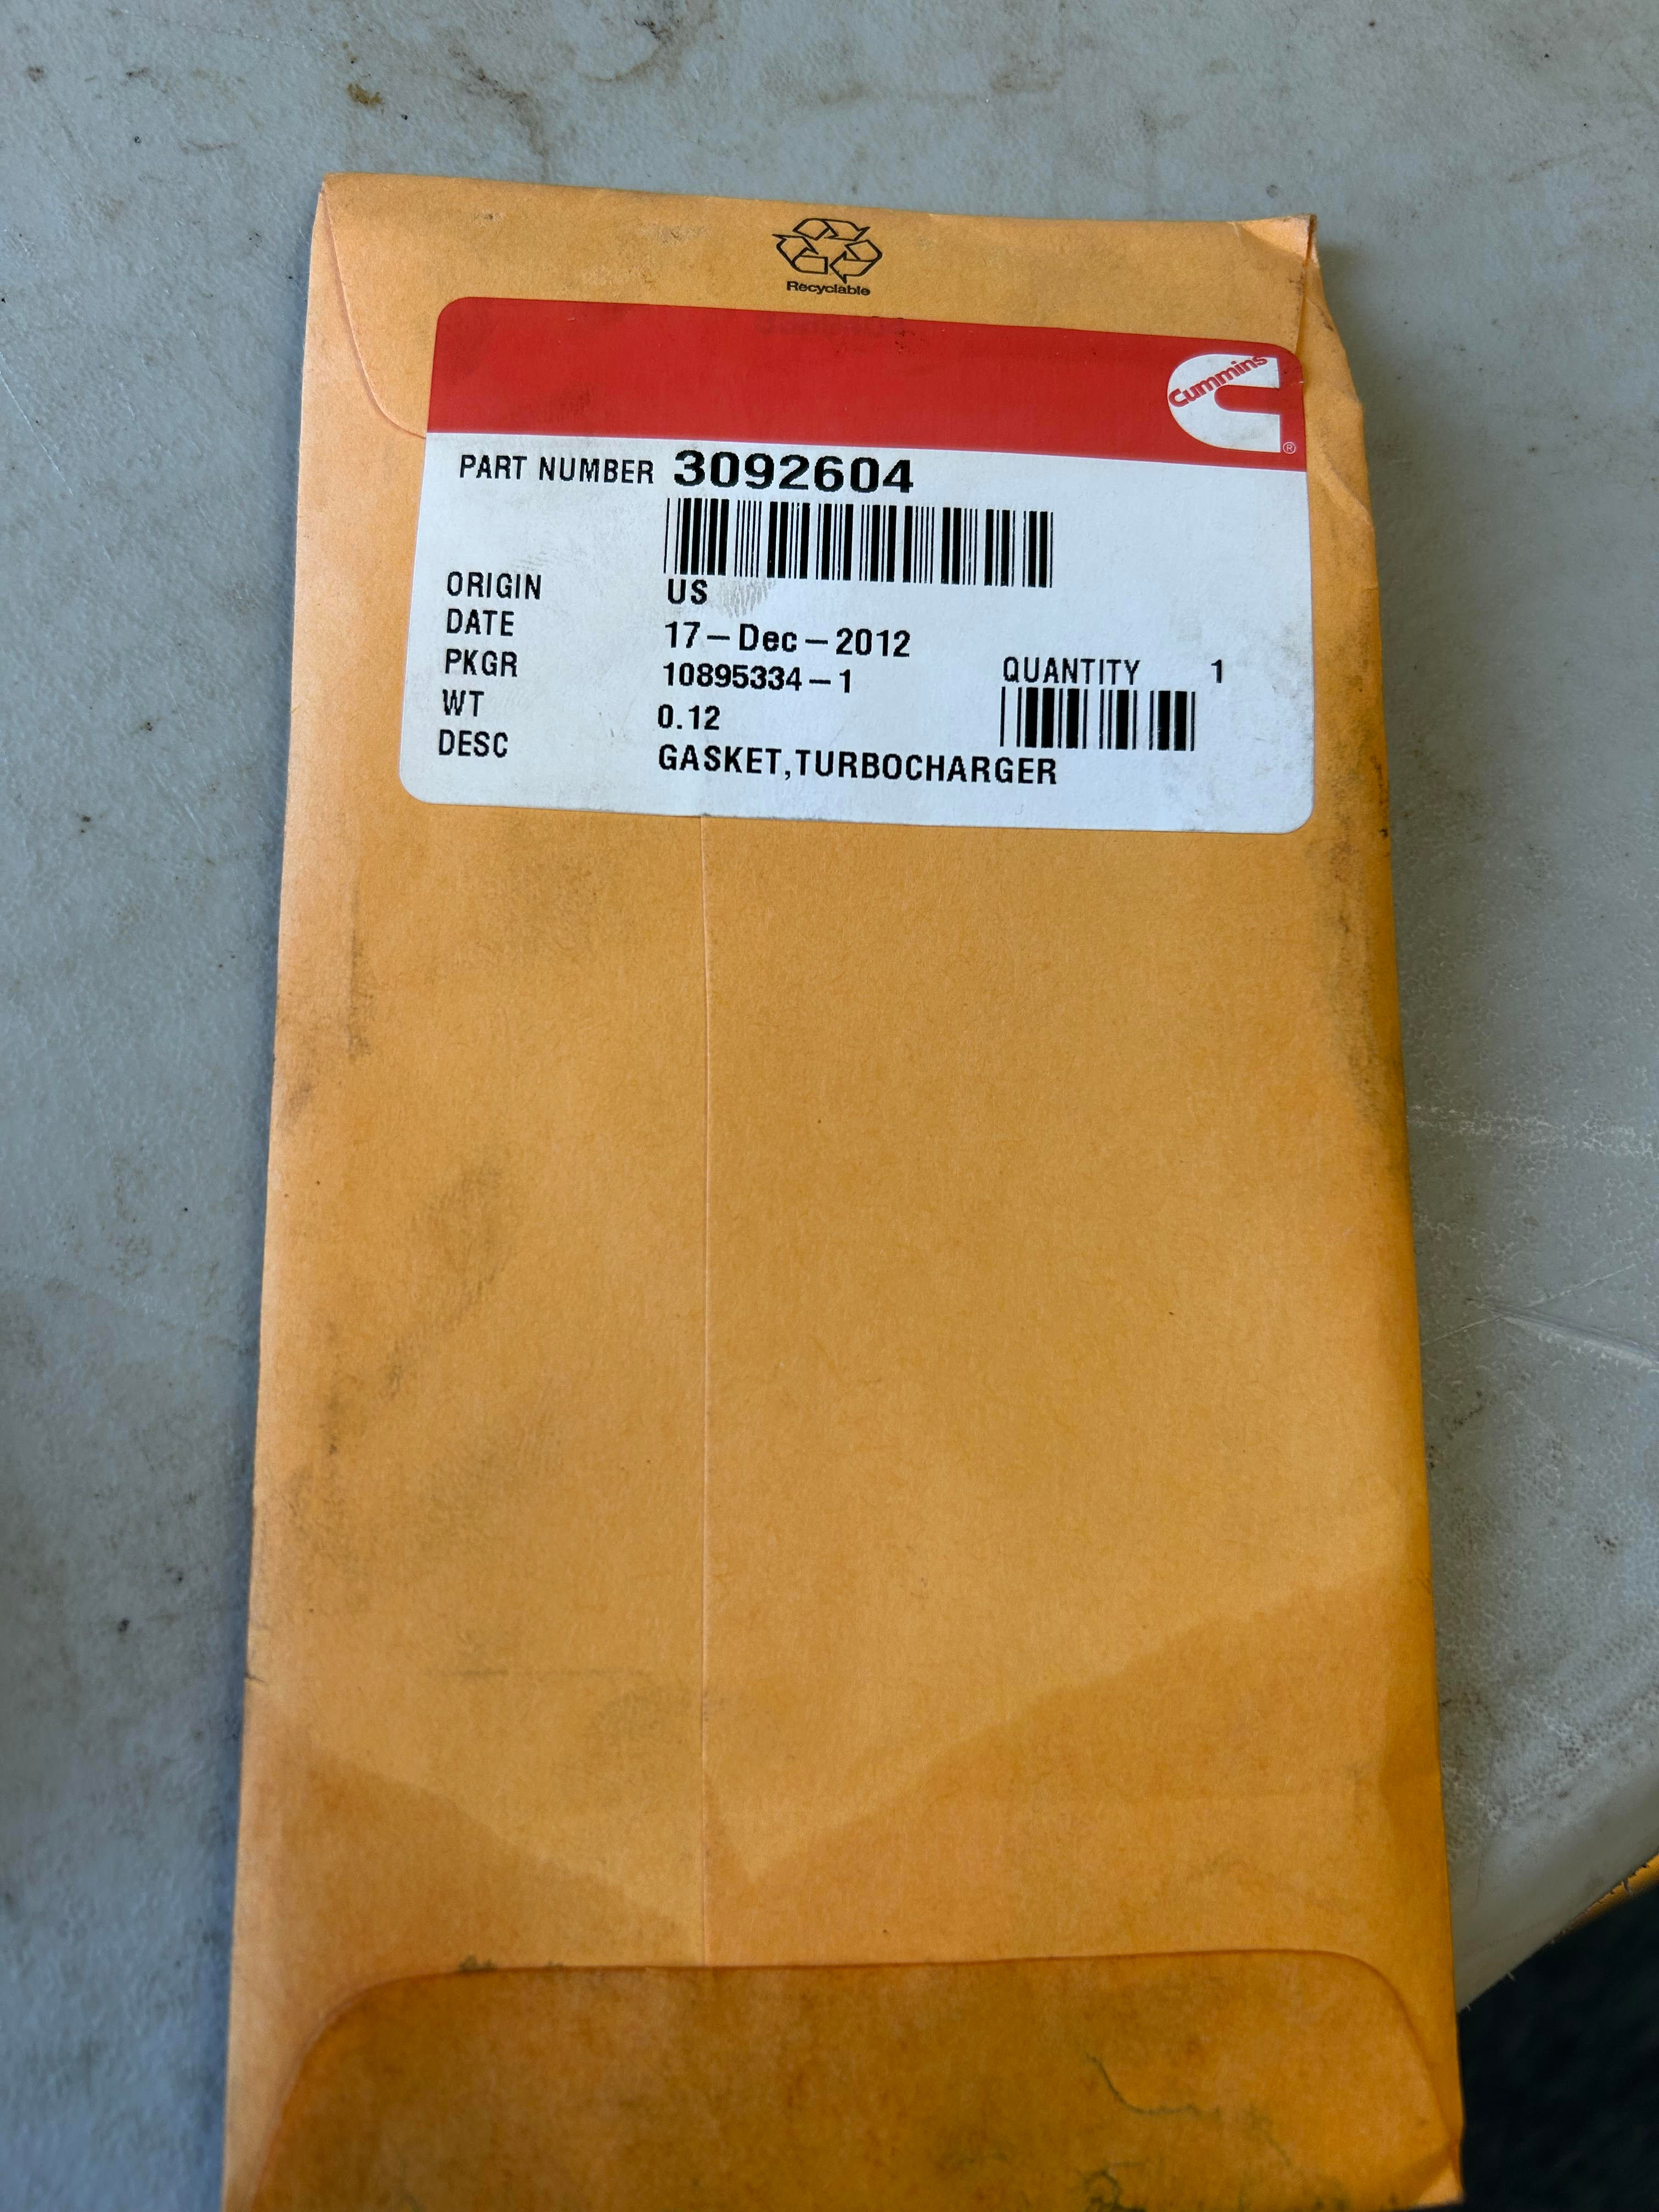 Recyclable
Cummins
®
PART NUMBER 3092604
ORIGIN US
DATE 17-Dec-2012
PKGR 10895334-1
QUANTITY 1
WT 0.12
DESC GASKET,TURBOCHARGER